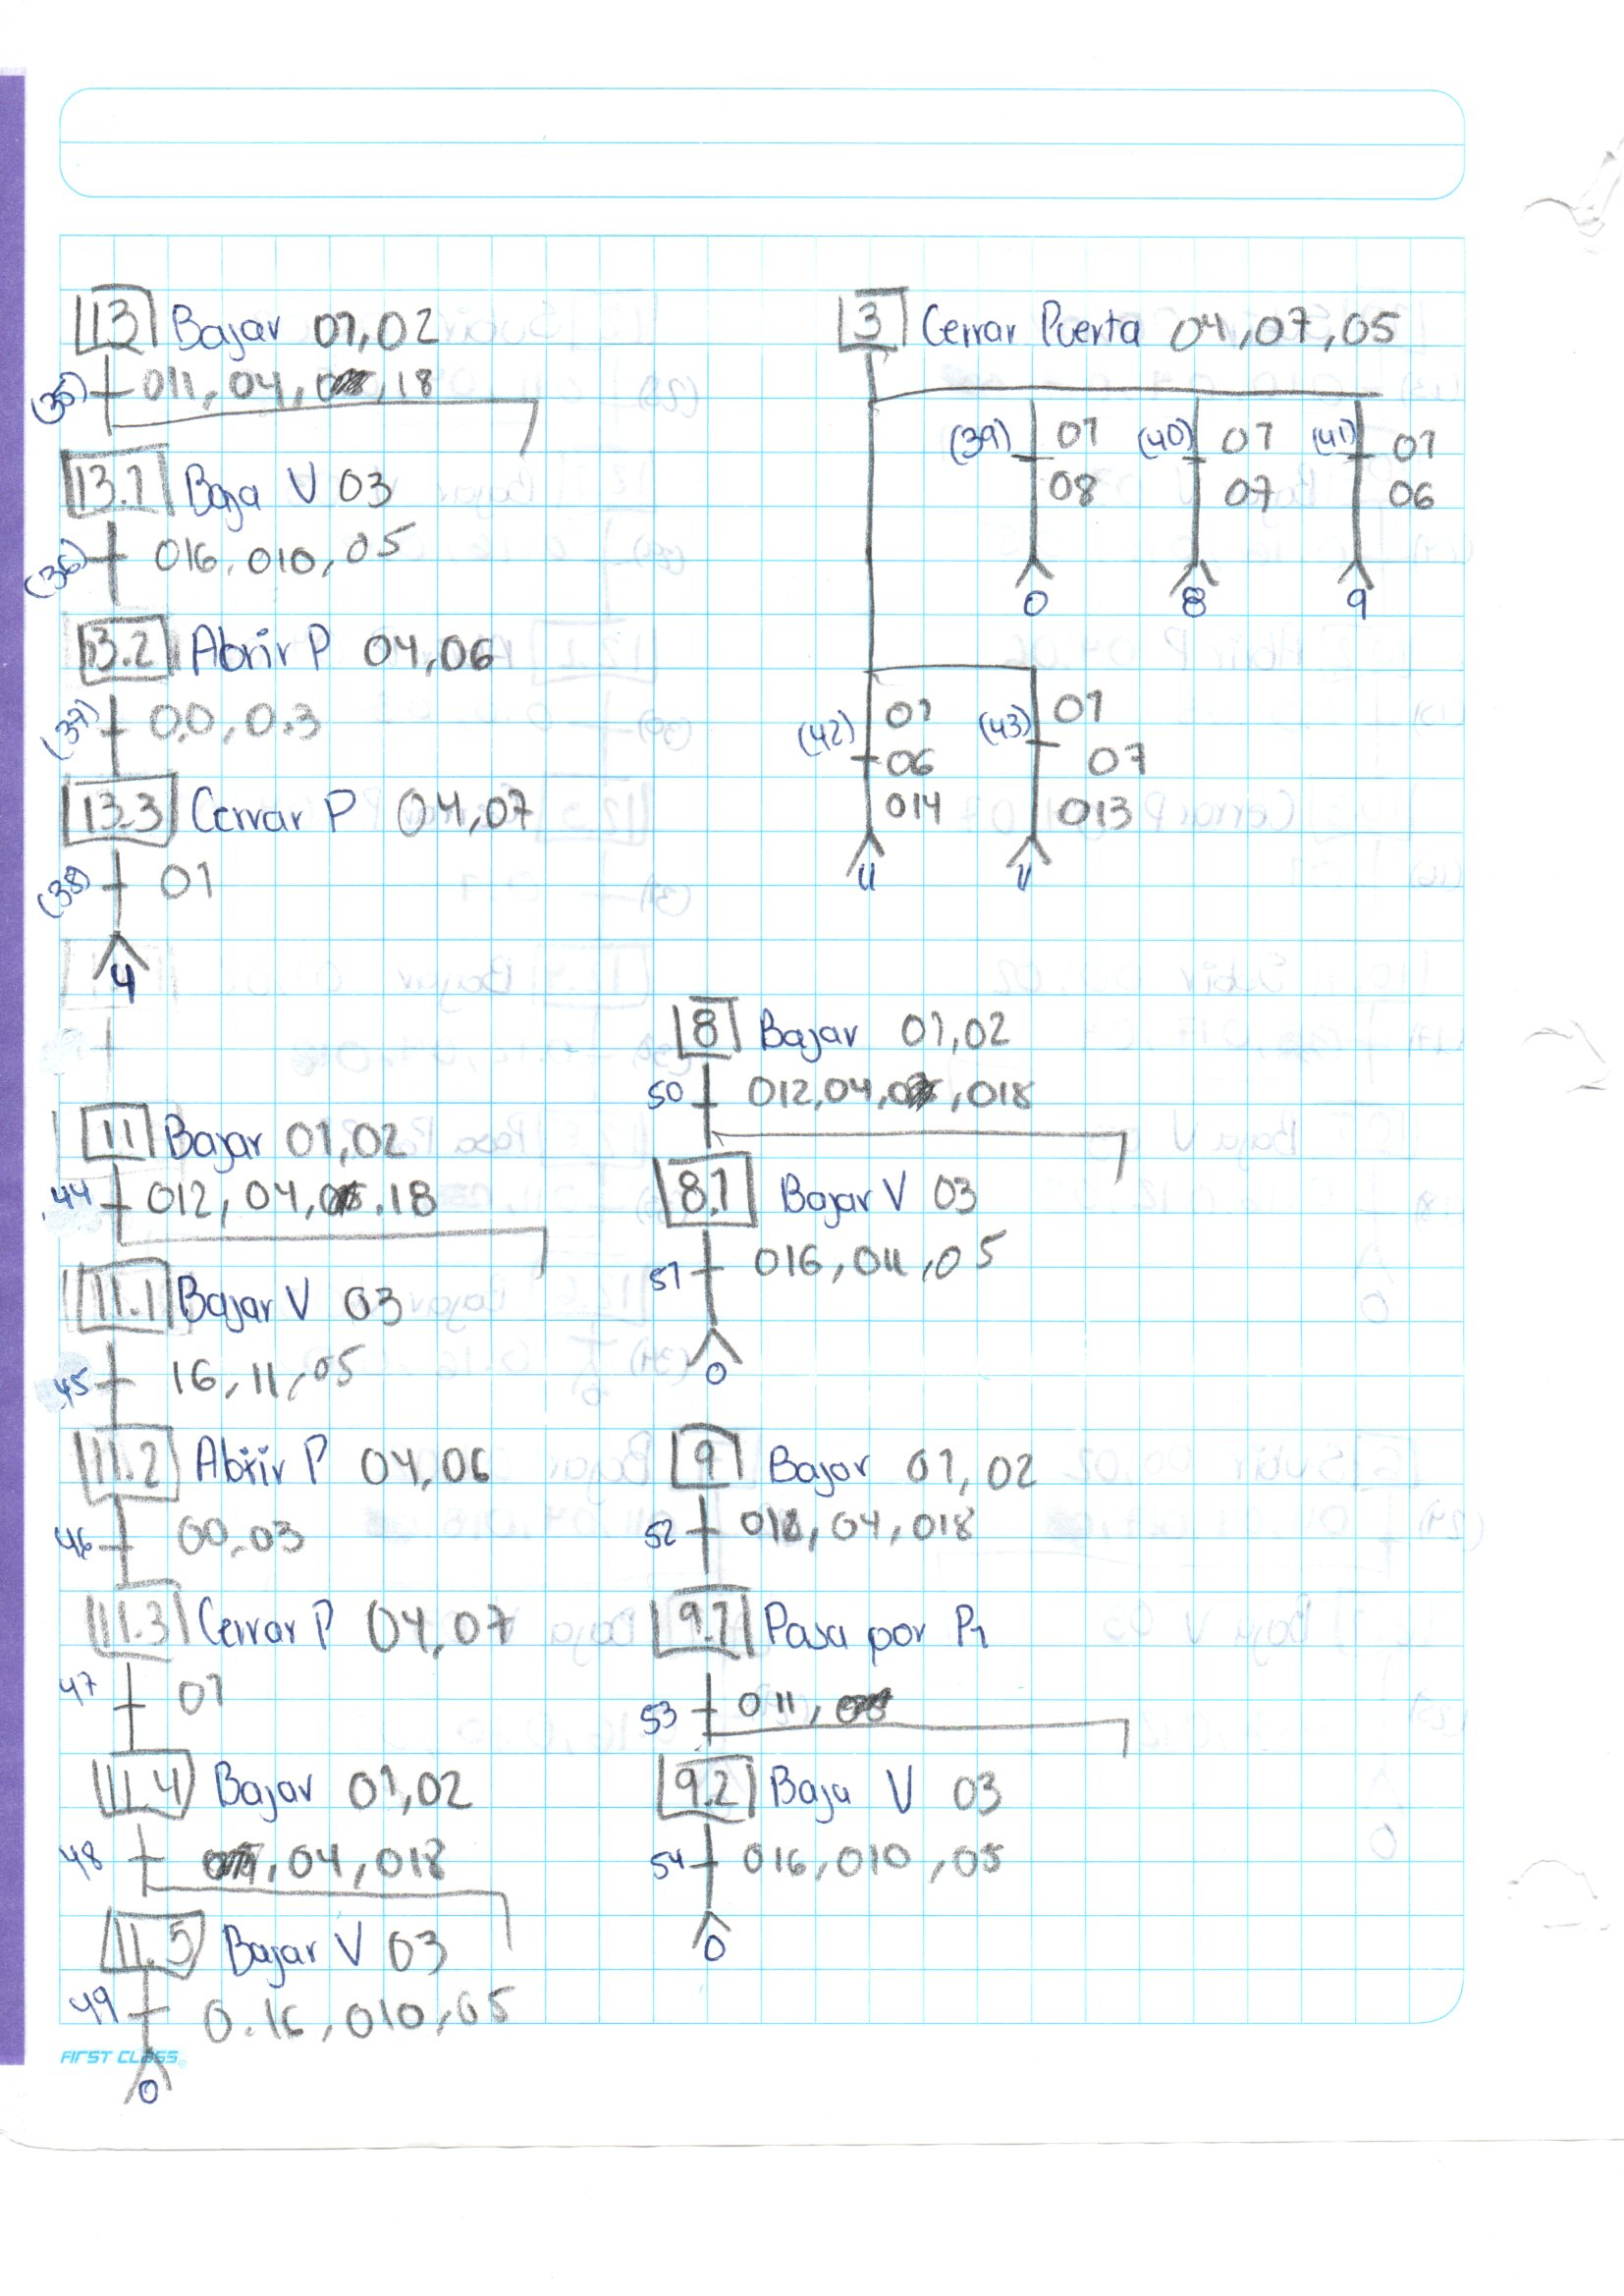 13 Bajar 01,02
(35) 011, 04, , 18
13.1 Baja V 03
(36) 016, 010, 05
13.2 Abrir P 04,06
(37) 0.0, 0.3
13.3 Cerrar P 04,07
(38) 01
4
11 Bajar 01,02
44 012, 04, .18
11.1 Bajar V 03
45 16, 11, 05
11.2 Abrir P 04,06
46 00.03
11.3 Cerrar P 04,07
47 01
11.4 Bajar 01,02
48 , 04, 018
11.5 Bajar V 03
49 0.16, 010, 05
0
3 Cerrar Puerta 04,07,05
(39) 01 (40) 01 (41) 01
08 07 06
0 8 9
(42) 01 (43) 01
06 07
014 013
11
8 Bajar 01,02
50 012,04, ,018
8.1 Bajar V 03
51 016, 011, 05
0
9 Bajar 01,02
52 04, 018
9.1 Pasa por P1
53 011,
9.2 Baja V 03
54 016, 010, 05
0
FIRST CLASS